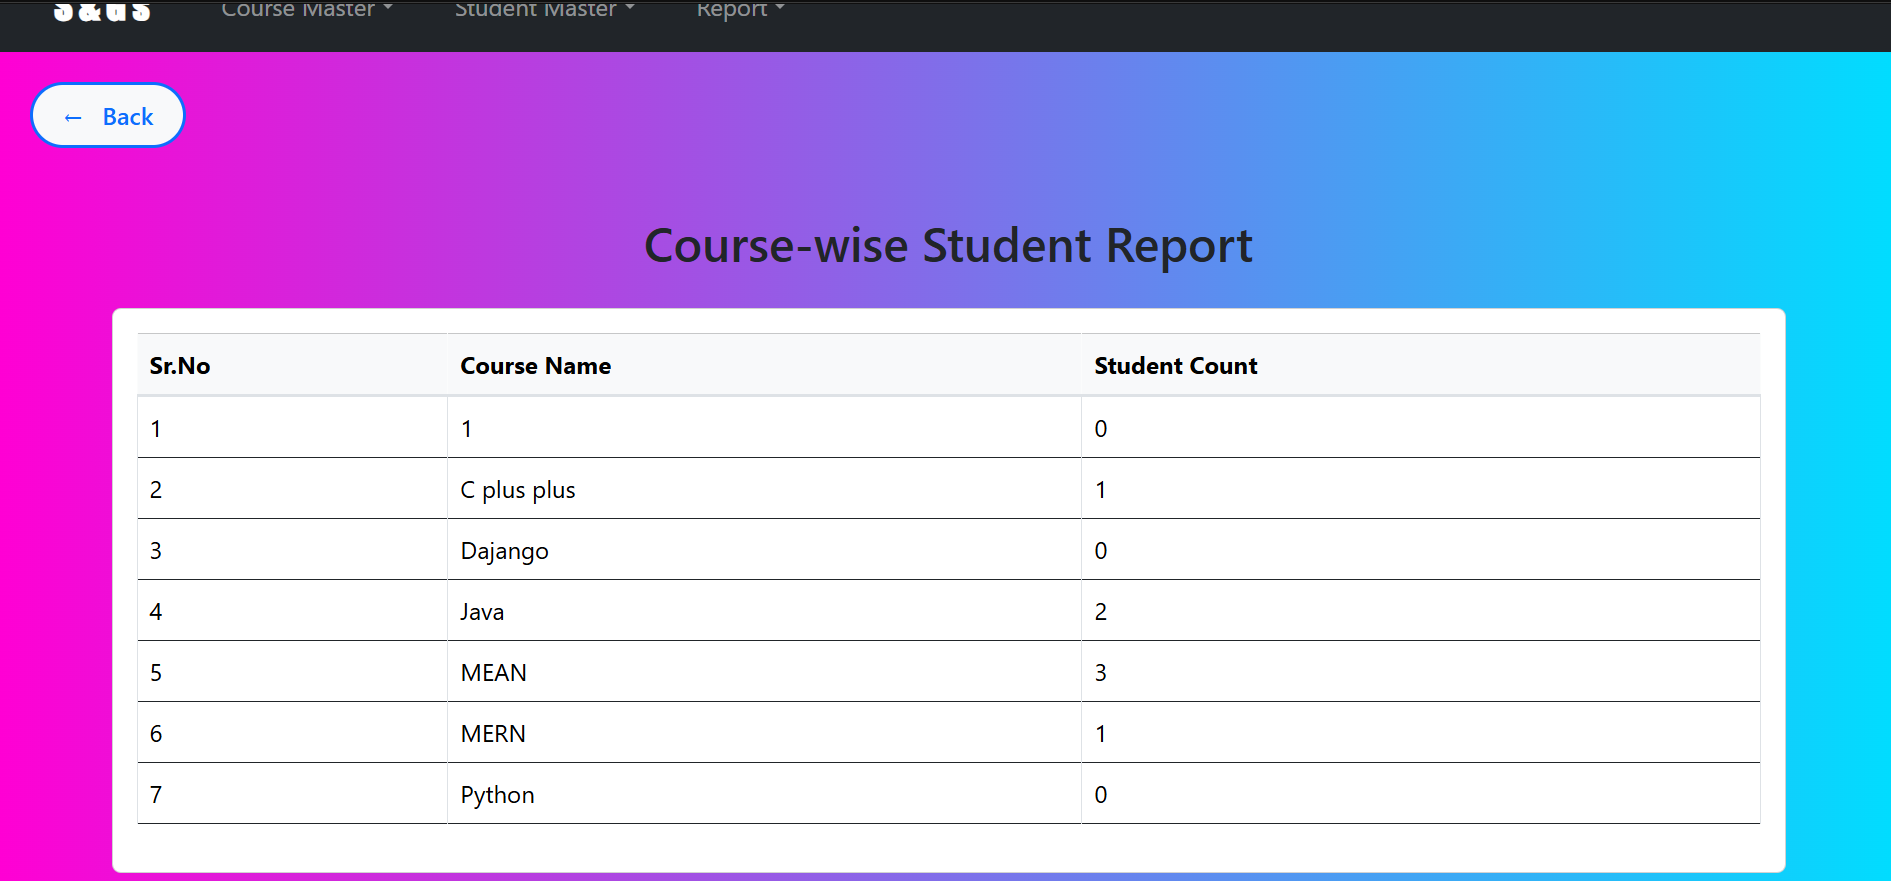 Course Master Student Master Report
← Back
Course-wise Student Report
Sr.No Course Name Student Count
1 1 0
2 C plus plus 1
3 Dajango 0
4 Java 2
5 MEAN 3
6 MERN 1
7 Python 0